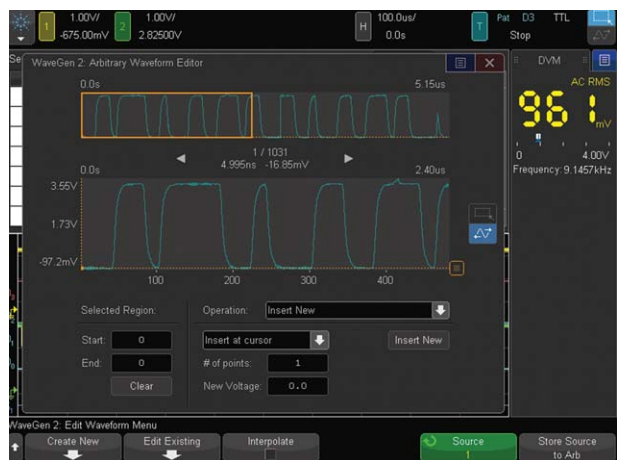 1 1.00V/ 2 1.00V/ H 100.0us/ T Pat D3 TTL
-675.00mV 2.82500V 0.0s Stop
WaveGen 2: Arbitrary Waveform Editor
DVM
AC RMS
961 mV
0 4.00V
Frequency: 9.1457kHz
0.0s 5.15us
1 / 1031
4.995ns -16.85mV
0.0s 2.40us
3.55V
1.73V
-97.2mV
100 200 300 400
Selected Region: Operation: Insert New
Start: 0 Insert at cursor Insert New
End: 0 # of points: 1
Clear New Voltage: 0.0
WaveGen 2: Edit Waveform Menu
Create New Edit Existing Interpolate Source Store Source
1 to Arb